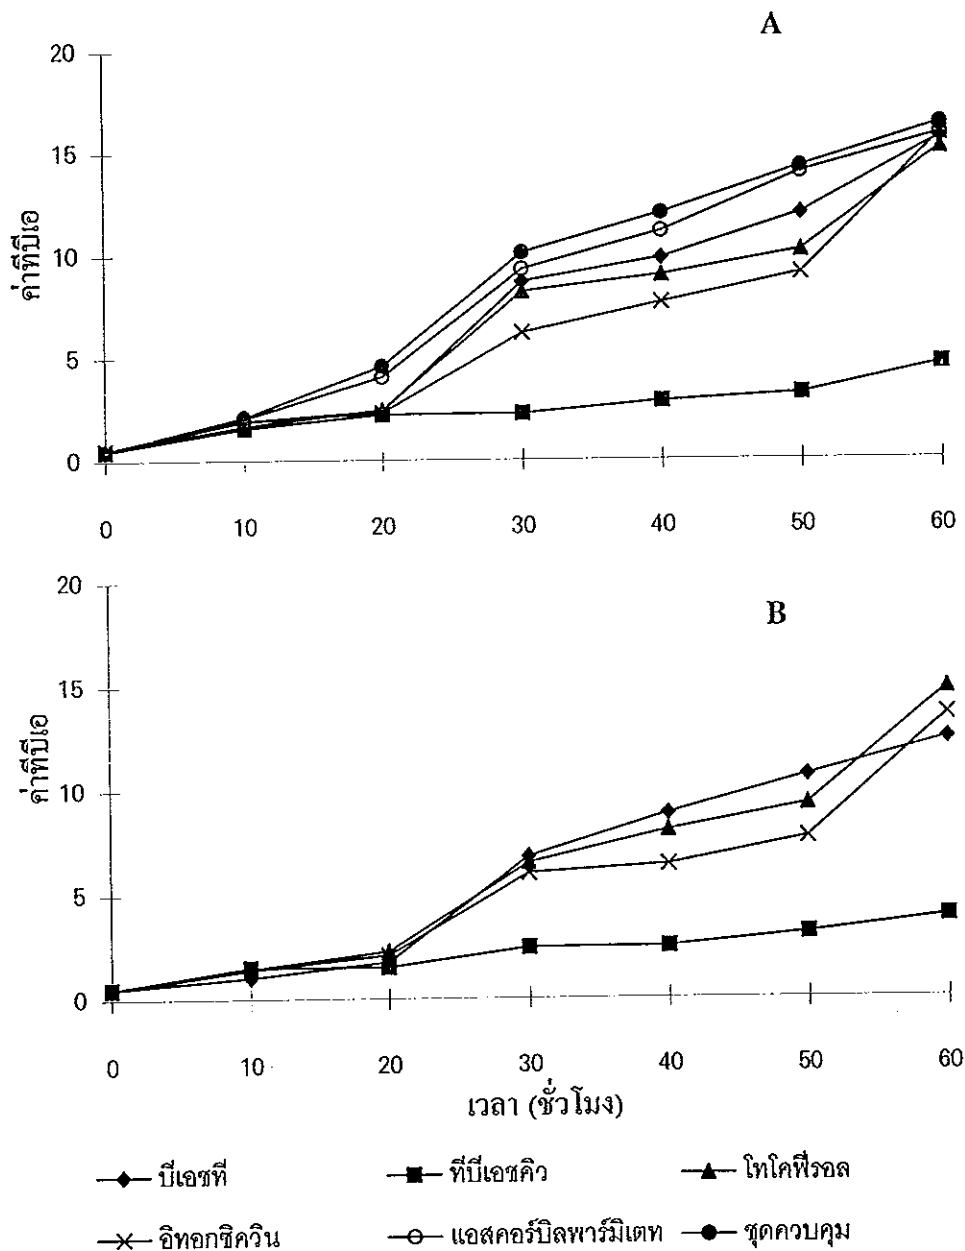 A
20
15
10
5
0
ค่าทีบีเอ
0 10 20 30 40 50 60
B
20
15
10
5
0
ค่าทีบีเอ
0 10 20 30 40 50 60
เวลา (ชั่วโมง)
บีเอชที ทีบีเอชคิว โทโคฟีรอล
อิทอกซิควิน แอสคอร์บิลพาร์มิเตท ชุดควบคุม